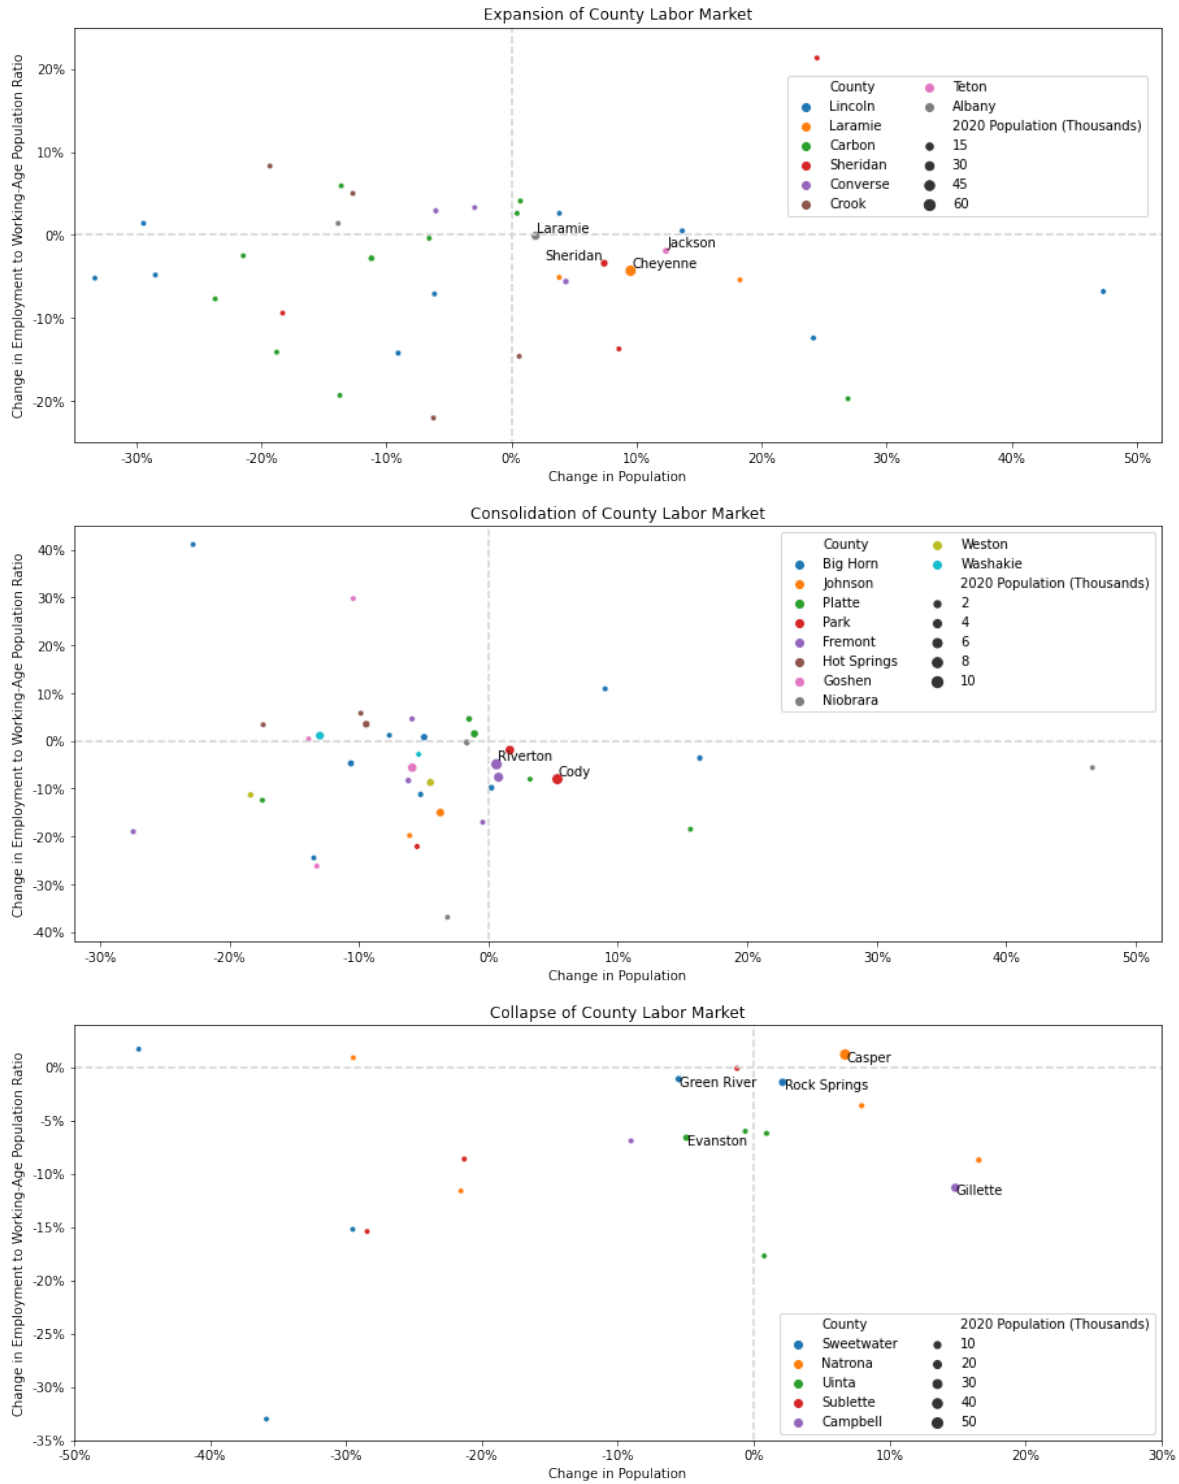 Expansion of County Labor Market
Change in Employment to Working-Age Population Ratio
20%
10%
0%
-10%
-20%
County
Lincoln
Laramie
Carbon
Sheridan
Converse
Crook
Teton
Albany
2020 Population (Thousands)
15
30
45
60
Laramie
Jackson
Sheridan
Cheyenne
-30%
-20%
-10%
0%
10%
20%
30%
40%
50%
Change in Population
Consolidation of County Labor Market
Change in Employment to Working-Age Population Ratio
40%
30%
20%
10%
0%
-10%
-20%
-30%
-40%
County
Big Horn
Johnson
Platte
Park
Fremont
Hot Springs
Goshen
Niobrara
Weston
Washakie
2020 Population (Thousands)
2
4
6
8
10
Riverton
Cody
-30%
-20%
-10%
0%
10%
20%
30%
40%
50%
Change in Population
Collapse of County Labor Market
Change in Employment to Working-Age Population Ratio
0%
-5%
-10%
-15%
-20%
-25%
-30%
-35%
Casper
Green River
Rock Springs
Evanston
Gillette
County
Sweetwater
Natrona
Uinta
Sublette
Campbell
2020 Population (Thousands)
10
20
30
40
50
-50%
-40%
-30%
-20%
-10%
0%
10%
20%
30%
Change in Population